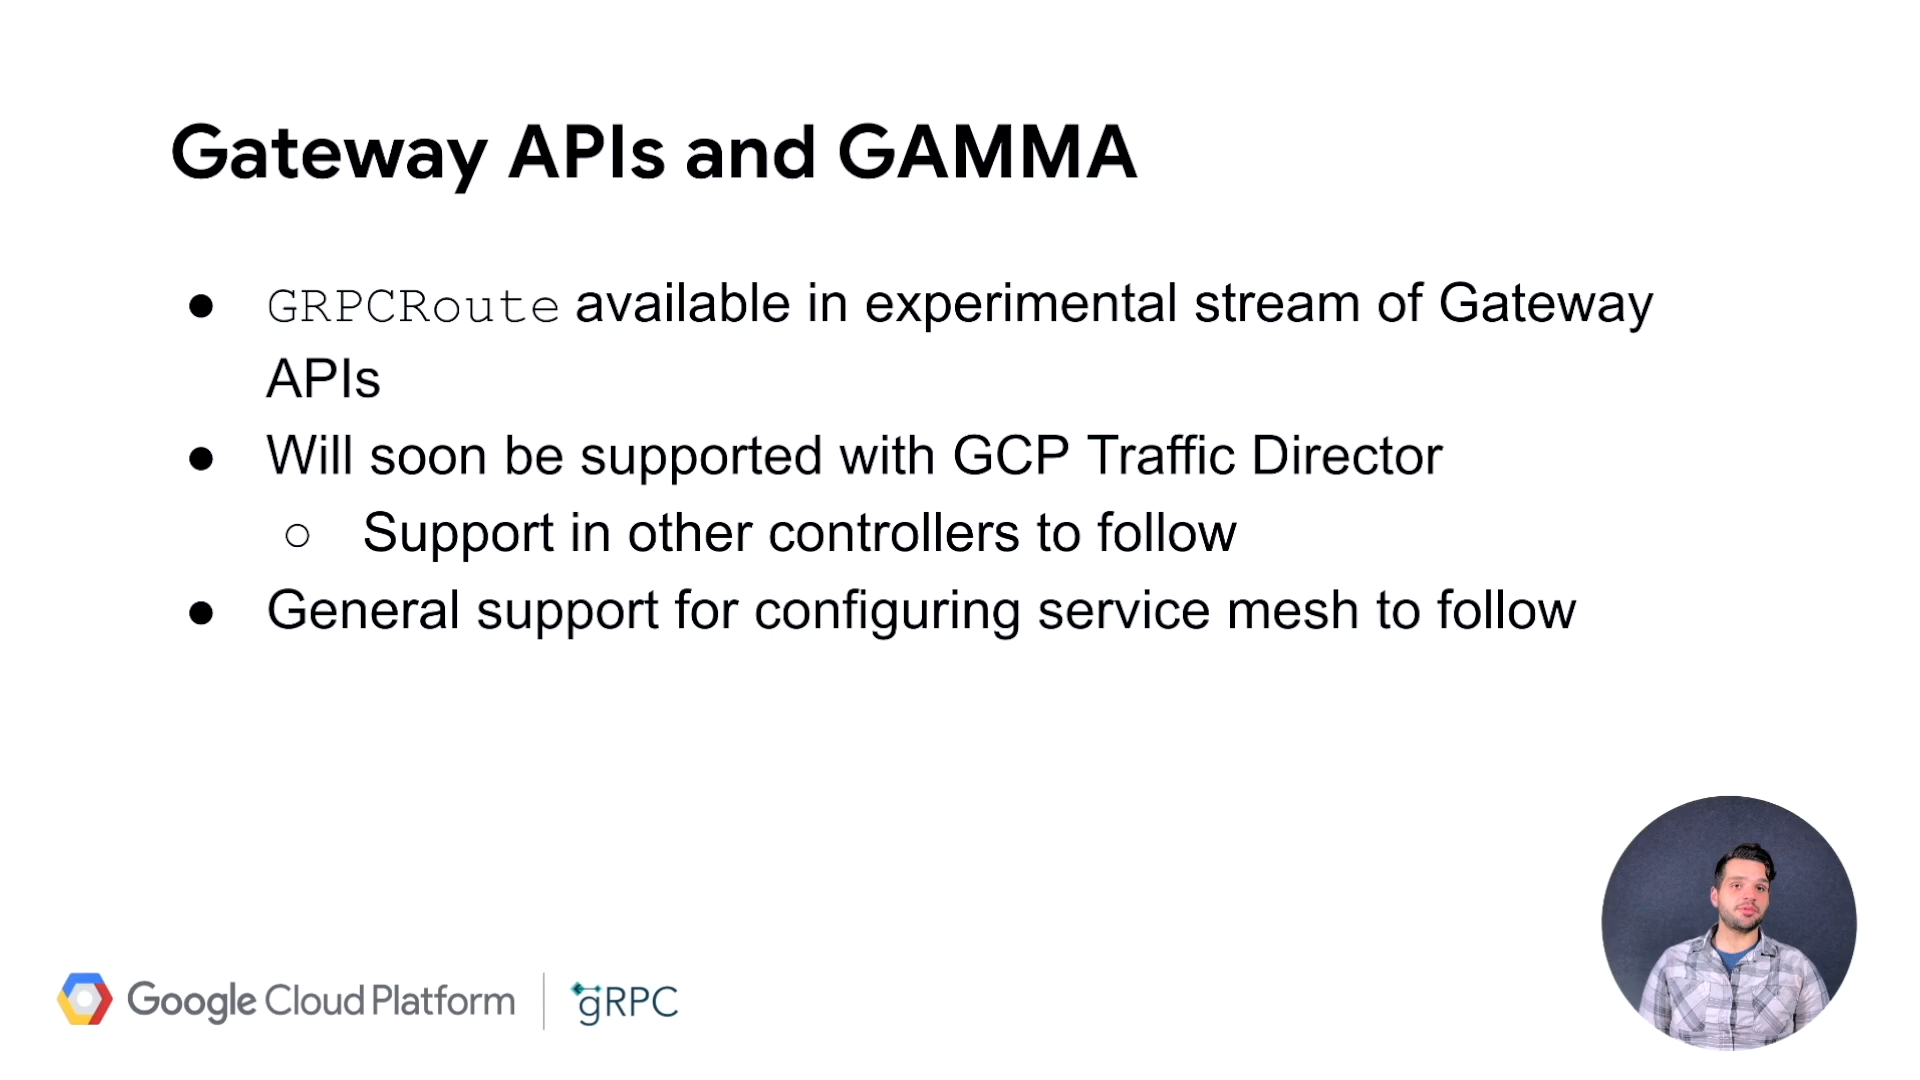 Gateway APIs and GAMMA
● GRPCRoute available in experimental stream of Gateway
APIs
● Will soon be supported with GCP Traffic Director
○ Support in other controllers to follow
● General support for configuring service mesh to follow
Google Cloud Platform
gRPC